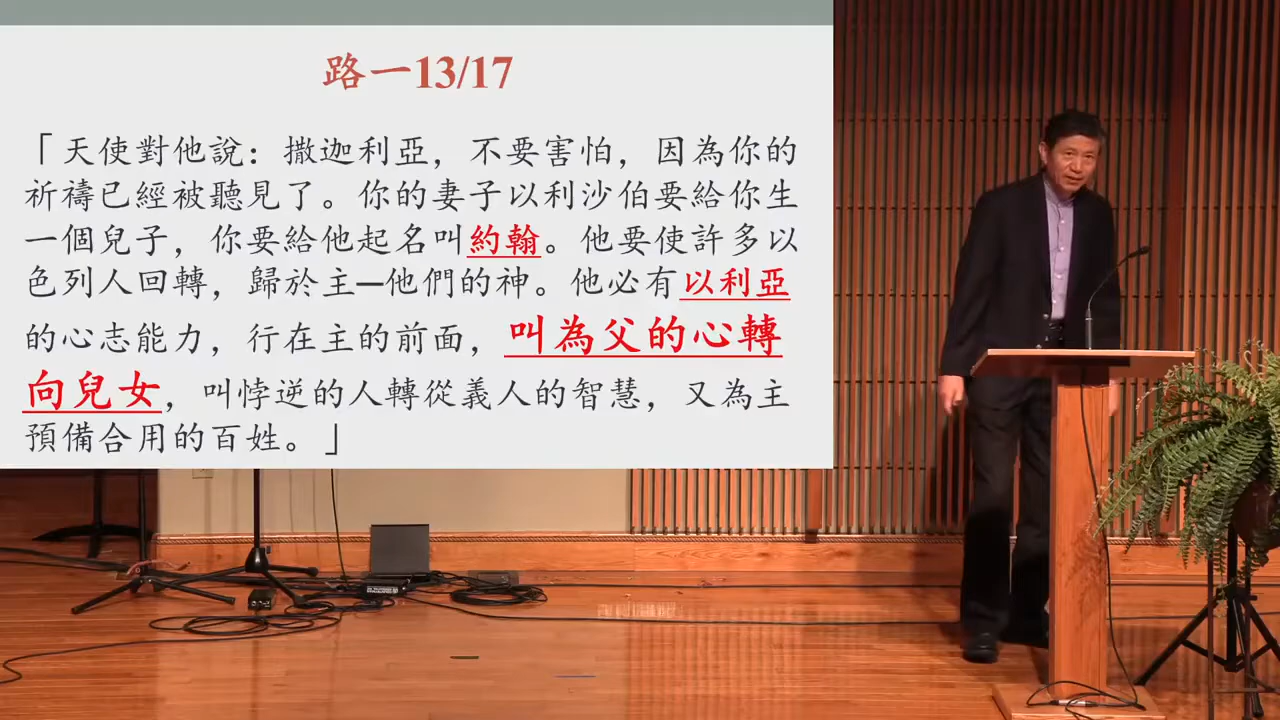 路一13/17
「天使對他說：撒迦利亞，不要害怕，因為你的
祈禱已經被聽見了。你的妻子以利沙伯要給你生
一個兒子，你要給他起名叫約翰。他要使許多以
色列人回轉，歸於主—他們的神。他必有以利亞
的心志能力，行在主的前面，叫為父的心轉
向兒女，叫悖逆的人轉從義人的智慧，又為主
預備合用的百姓。」